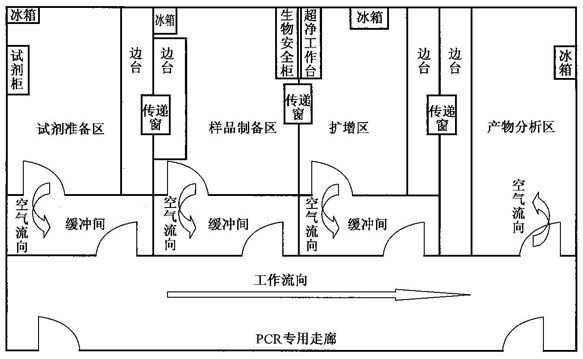 冰箱
试剂柜
边台
试剂准备区
传递窗
冰箱
边台
样品制备区
生物安全柜
超净工作台
传递窗
冰箱
扩增区
边台
传递窗
边台
冰箱
产物分析区
空气流向
缓冲间
空气流向
缓冲间
空气流向
缓冲间
空气流向
工作流向
PCR专用走廊